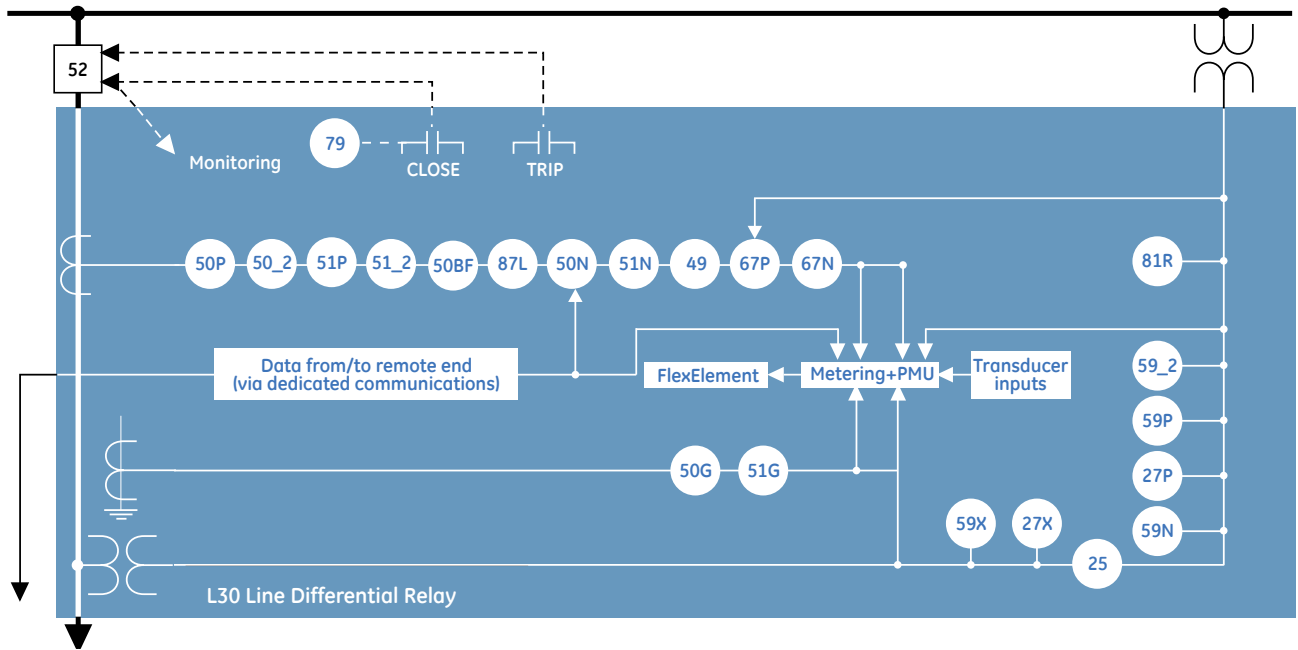 52
Monitoring
79
CLOSE
TRIP
50P
50_2
51P
51_2
50BF
87L
50N
51N
49
67P
67N
81R
Data from/to remote end
(via dedicated communications)
FlexElement
Metering+PMU
Transducer
inputs
59_2
59P
50G
51G
27P
59X
27X
59N
25
L30 Line Differential Relay